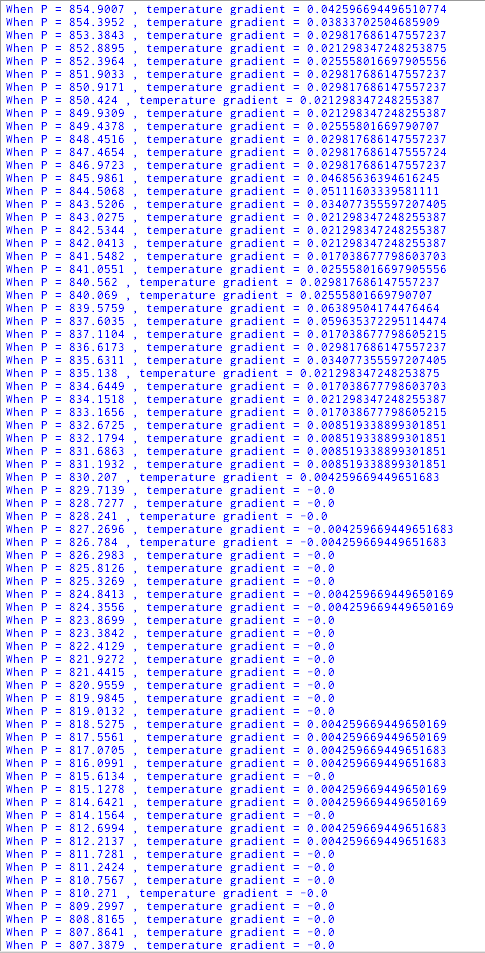 When P = 854.9007 , temperature gradient = 0.042596694496510774
When P = 854.3952 , temperature gradient = 0.03833702504685909
When P = 853.3843 , temperature gradient = 0.029817686147557237
When P = 852.8895 , temperature gradient = 0.021298347248253875
When P = 852.3964 , temperature gradient = 0.025558016697905556
When P = 851.9033 , temperature gradient = 0.029817686147557237
When P = 850.9171 , temperature gradient = 0.029817686147557237
When P = 850.424 , temperature gradient = 0.021298347248255387
When P = 849.9309 , temperature gradient = 0.021298347248255387
When P = 849.4378 , temperature gradient = 0.02555801669790707
When P = 848.4516 , temperature gradient = 0.029817686147557237
When P = 847.4654 , temperature gradient = 0.029817686147555724
When P = 846.9723 , temperature gradient = 0.029817686147557237
When P = 845.9861 , temperature gradient = 0.04685636394616245
When P = 844.5068 , temperature gradient = 0.05111603339581111
When P = 843.5206 , temperature gradient = 0.034077355597207405
When P = 843.0275 , temperature gradient = 0.021298347248255387
When P = 842.5344 , temperature gradient = 0.021298347248255387
When P = 842.0413 , temperature gradient = 0.021298347248255387
When P = 841.5482 , temperature gradient = 0.017038677798603703
When P = 841.0551 , temperature gradient = 0.025558016697905556
When P = 840.562 , temperature gradient = 0.029817686147557237
When P = 840.069 , temperature gradient = 0.02555801669790707
When P = 839.5759 , temperature gradient = 0.06389504174476464
When P = 837.6035 , temperature gradient = 0.059635372295114474
When P = 837.1104 , temperature gradient = 0.017038677798605215
When P = 836.6173 , temperature gradient = 0.029817686147557237
When P = 835.6311 , temperature gradient = 0.034077355597207405
When P = 835.138 , temperature gradient = 0.021298347248253875
When P = 834.6449 , temperature gradient = 0.017038677798603703
When P = 834.1518 , temperature gradient = 0.021298347248255387
When P = 833.1656 , temperature gradient = 0.017038677798605215
When P = 832.6725 , temperature gradient = 0.008519338899301851
When P = 832.1794 , temperature gradient = 0.008519338899301851
When P = 831.6863 , temperature gradient = 0.008519338899301851
When P = 831.1932 , temperature gradient = 0.008519338899301851
When P = 830.207 , temperature gradient = 0.004259669449651683
When P = 829.7139 , temperature gradient = -0.0
When P = 828.7277 , temperature gradient = -0.0
When P = 828.241 , temperature gradient = -0.0
When P = 827.2696 , temperature gradient = -0.004259669449651683
When P = 826.784 , temperature gradient = -0.004259669449651683
When P = 826.2983 , temperature gradient = -0.0
When P = 825.8126 , temperature gradient = -0.0
When P = 825.3269 , temperature gradient = -0.0
When P = 824.8413 , temperature gradient = -0.004259669449650169
When P = 824.3556 , temperature gradient = -0.004259669449650169
When P = 823.8699 , temperature gradient = -0.0
When P = 823.3842 , temperature gradient = -0.0
When P = 822.4129 , temperature gradient = -0.0
When P = 821.9272 , temperature gradient = -0.0
When P = 821.4415 , temperature gradient = -0.0
When P = 820.9559 , temperature gradient = -0.0
When P = 819.9845 , temperature gradient = -0.0
When P = 819.0132 , temperature gradient = -0.0
When P = 818.5275 , temperature gradient = 0.004259669449650169
When P = 817.5561 , temperature gradient = 0.004259669449650169
When P = 817.0705 , temperature gradient = 0.004259669449651683
When P = 816.0991 , temperature gradient = 0.004259669449651683
When P = 815.6134 , temperature gradient = -0.0
When P = 815.1278 , temperature gradient = 0.004259669449650169
When P = 814.6421 , temperature gradient = 0.004259669449650169
When P = 814.1564 , temperature gradient = -0.0
When P = 812.6994 , temperature gradient = 0.004259669449651683
When P = 812.2137 , temperature gradient = 0.004259669449651683
When P = 811.7281 , temperature gradient = -0.0
When P = 811.2424 , temperature gradient = -0.0
When P = 810.7567 , temperature gradient = -0.0
When P = 810.271 , temperature gradient = -0.0
When P = 809.2997 , temperature gradient = -0.0
When P = 808.8165 , temperature gradient = -0.0
When P = 807.8641 , temperature gradient = -0.0
When P = 807.3879 , temperature gradient = -0.0